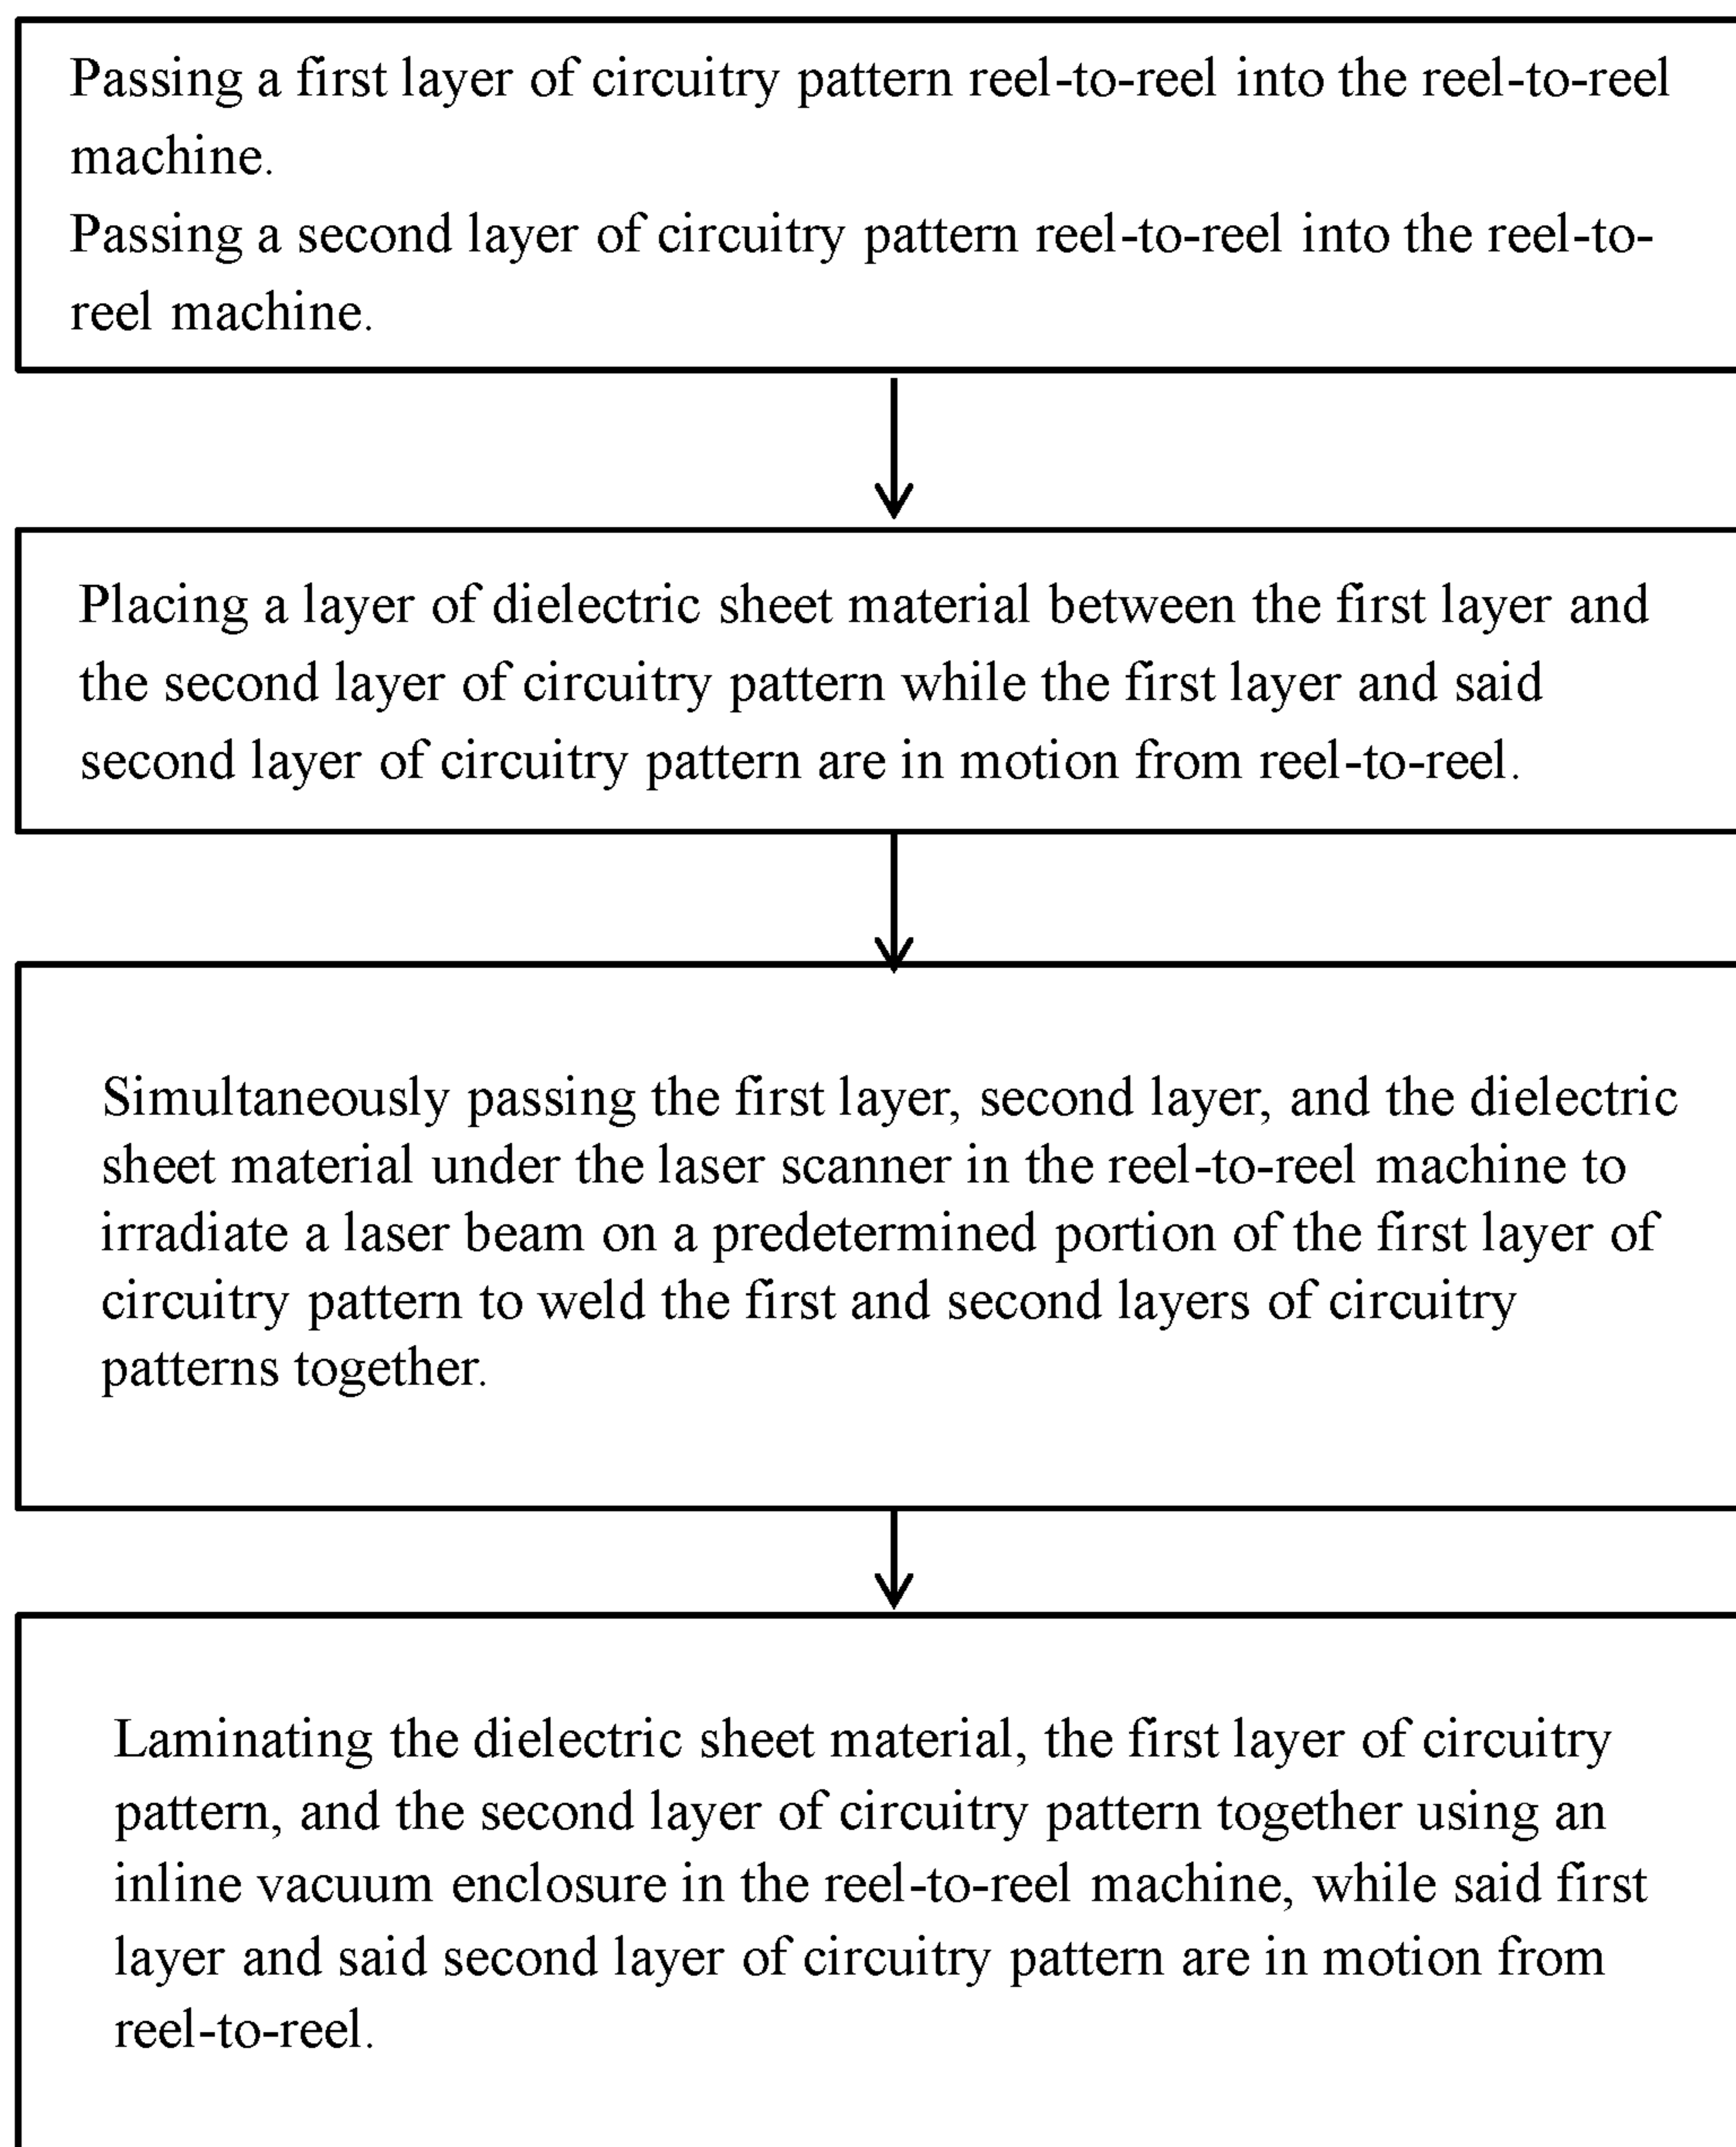 Passing a first layer of circuitry pattern reel-to-reel into the reel-to-reel
machine.
Passing a second layer of circuitry pattern reel-to-reel into the reel-to-
reel machine.
Placing a layer of dielectric sheet material between the first layer and
the second layer of circuitry pattern while the first layer and said
second layer of circuitry pattern are in motion from reel-to-reel.
Simultaneously passing the first layer, second layer, and the dielectric
sheet material under the laser scanner in the reel-to-reel machine to
irradiate a laser beam on a predetermined portion of the first layer of
circuitry pattern to weld the first and second layers of circuitry
patterns together.
Laminating the dielectric sheet material, the first layer of circuitry
pattern, and the second layer of circuitry pattern together using an
inline vacuum enclosure in the reel-to-reel machine, while said first
layer and said second layer of circuitry pattern are in motion from
reel-to-reel.